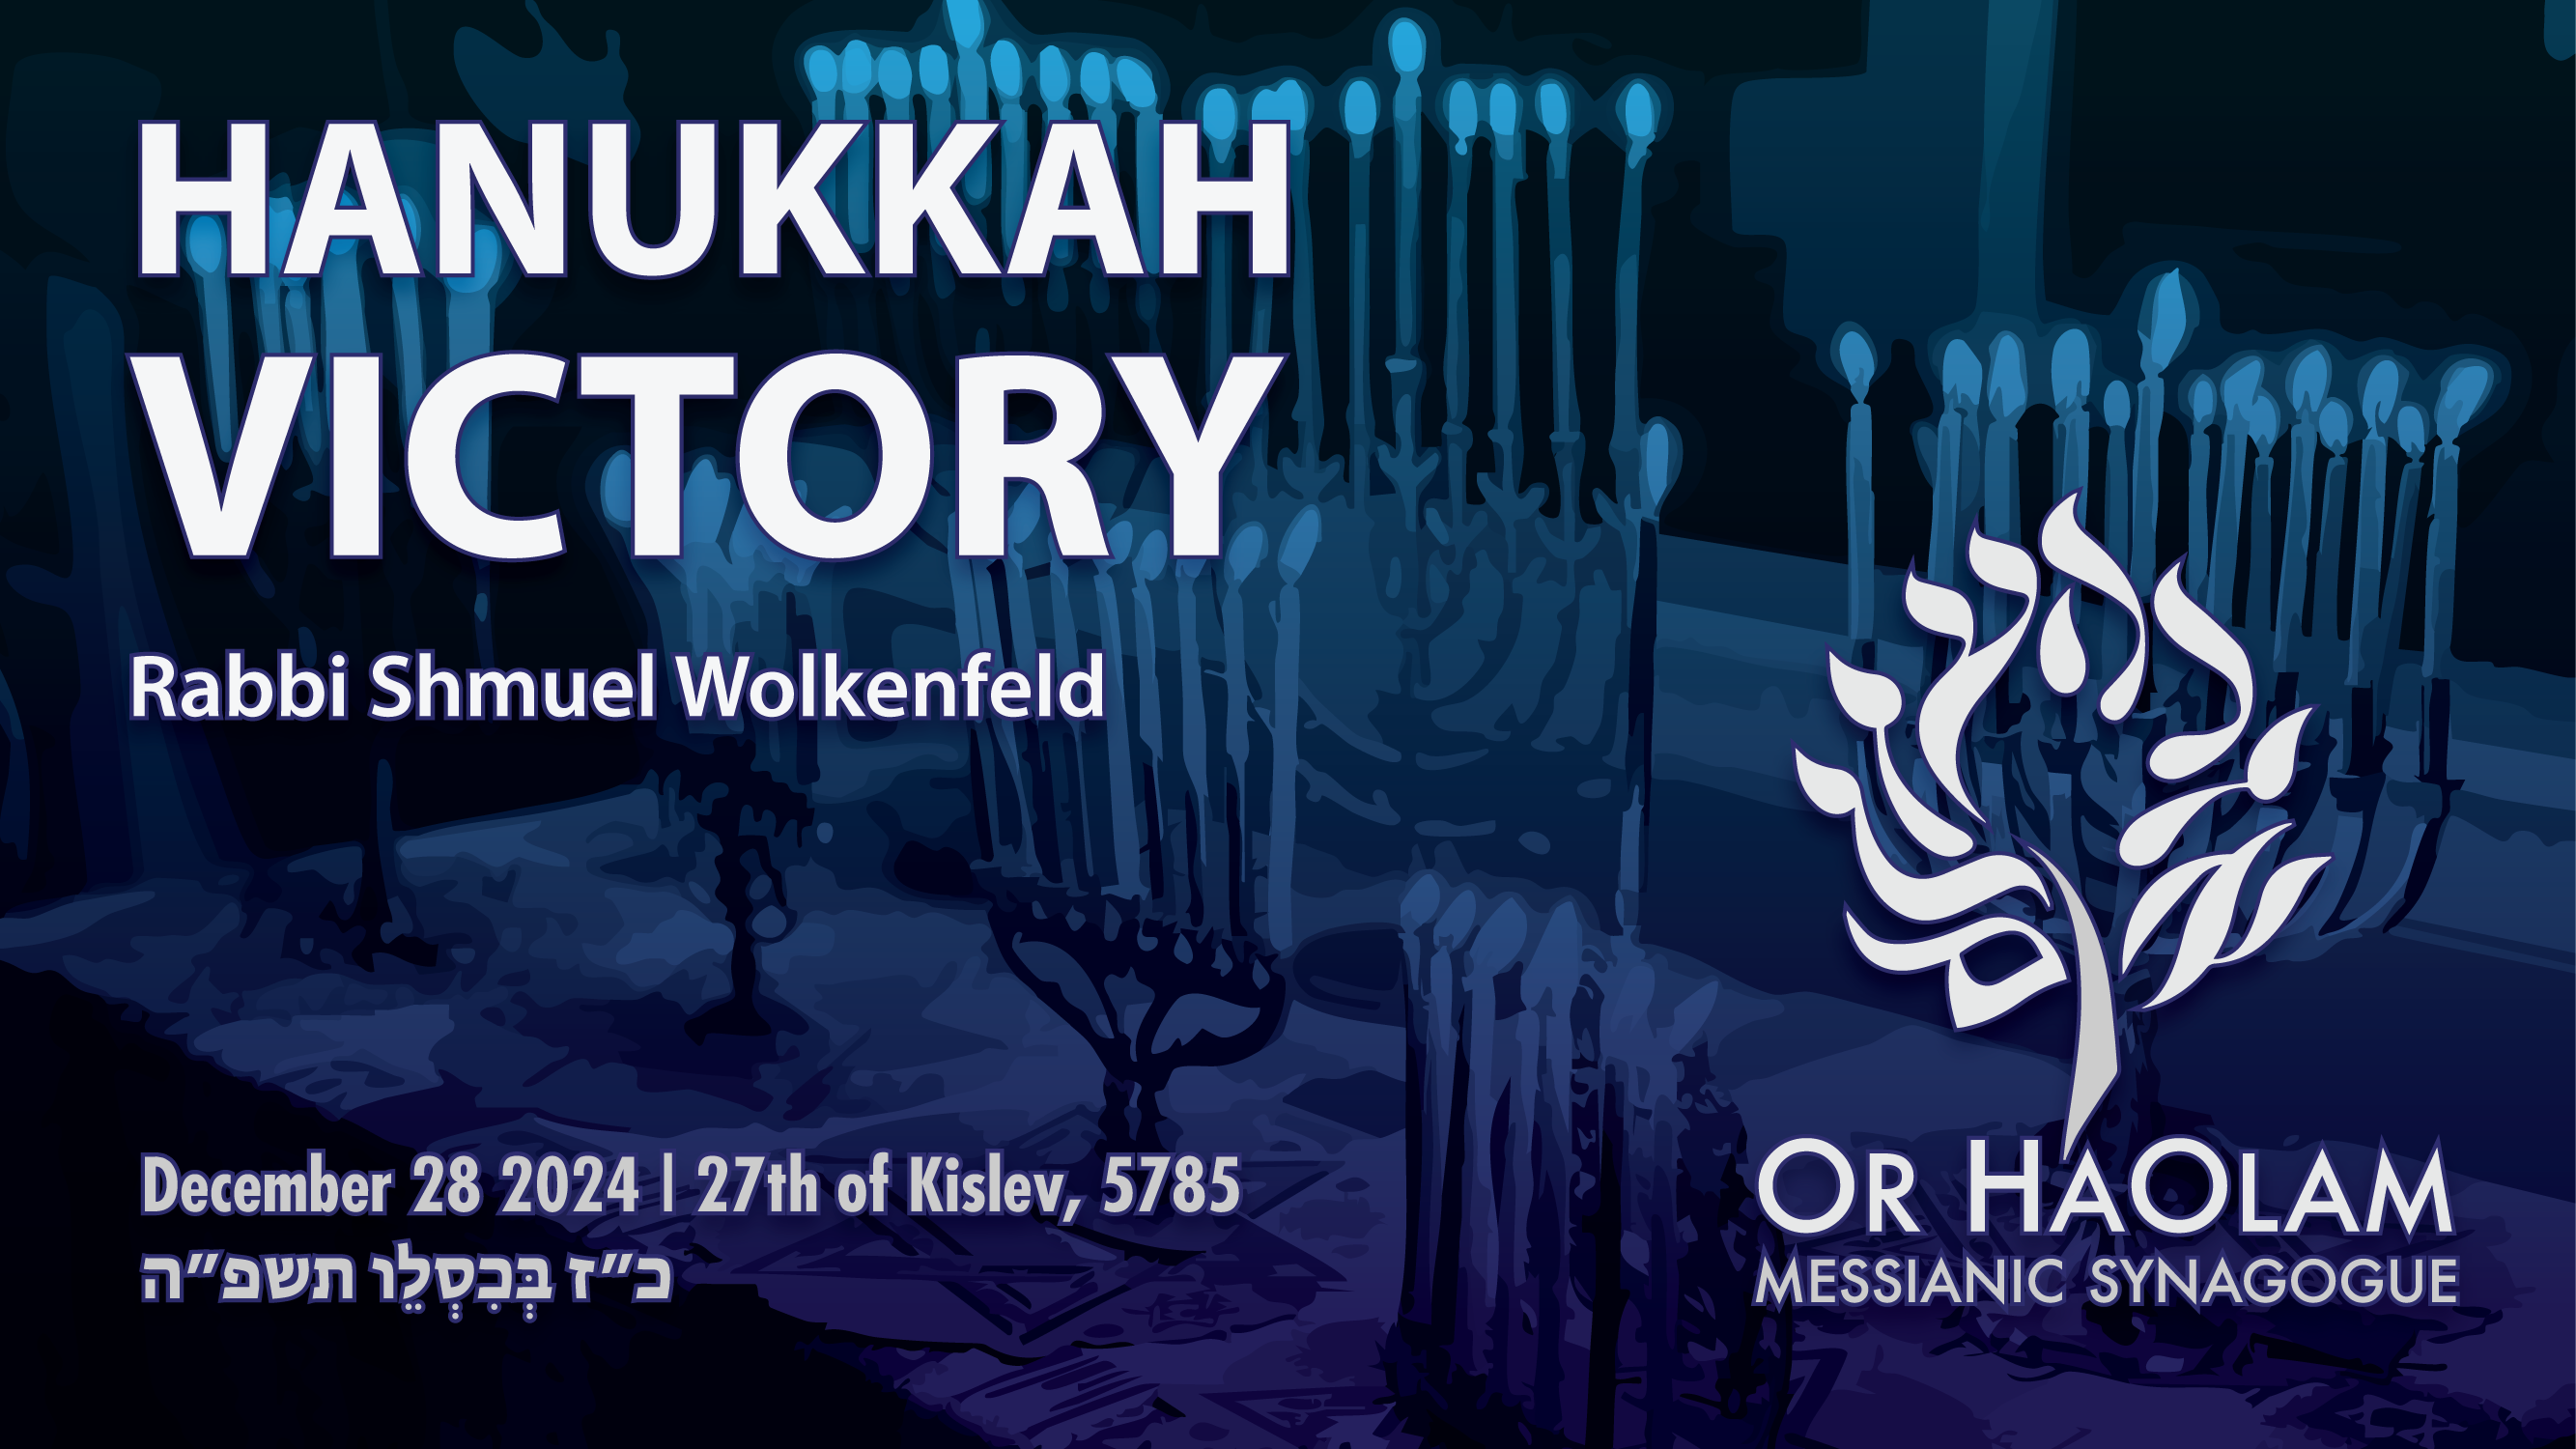 HANUKKAH
VICTORY
Rabbi Shmuel Wolkenfeld
December 28 2024 | 27th of Kislev, 5785
כ״ז בְּכִסְלֵו תשפ״ה
OR HAOLAM
MESSIANIC SYNAGOGUE